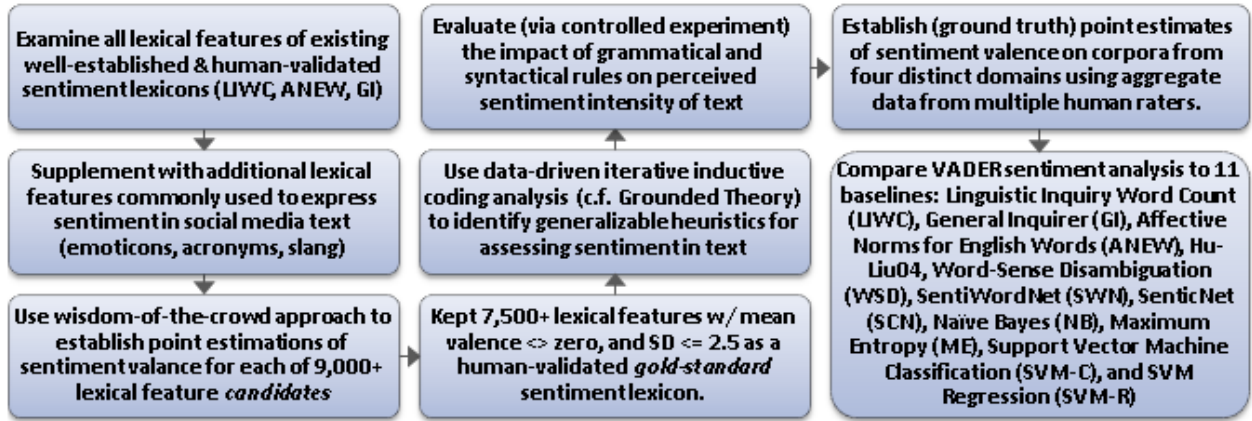 Examine all lexical features of existing
well-established & human-validated
sentiment lexicons (LIWC, ANEW, GI)
Supplement with additional lexical
features commonly used to express
sentiment in social media text
(emoticons, acronyms, slang)
Use wisdom-of-the-crowd approach to
establish point estimations of
sentiment valance for each of 9,000+
lexical feature candidates
Kept 7,500+ lexical features w/ mean
valence <> zero, and SD <= 2.5 as a
human-validated gold-standard
sentiment lexicon.
Use data-driven iterative inductive
coding analysis (c.f. Grounded Theory)
to identify generalizable heuristics for
assessing sentiment in text
Evaluate (via controlled experiment)
the impact of grammatical and
syntactical rules on perceived
sentiment intensity of text
Establish (ground truth) point estimates
of sentiment valence on corpora from
four distinct domains using aggregate
data from multiple human raters.
Compare VADER sentiment analysis to 11
baselines: Linguistic Inquiry Word Count
(LIWC), General Inquirer (GI), Affective
Norms for English Words (ANEW), Hu-
Liu04, Word-Sense Disambiguation
(WSD), SentiWordNet (SWN), SenticNet
(SCN), Naïve Bayes (NB), Maximum
Entropy (ME), Support Vector Machine
Classification (SVM-C), and SVM
Regression (SVM-R)